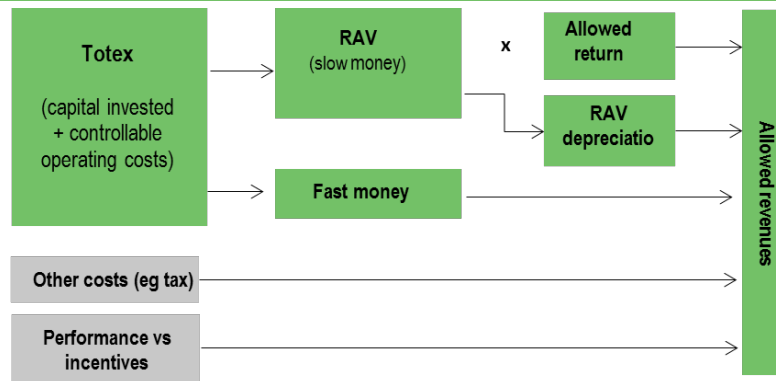 Totex
(capital invested
+ controllable
operating costs)
RAV
(slow money)
x
Allowed
return
RAV
depreciatio
Fast money
Other costs (eg tax)
Performance vs
incentives
Allowed revenues